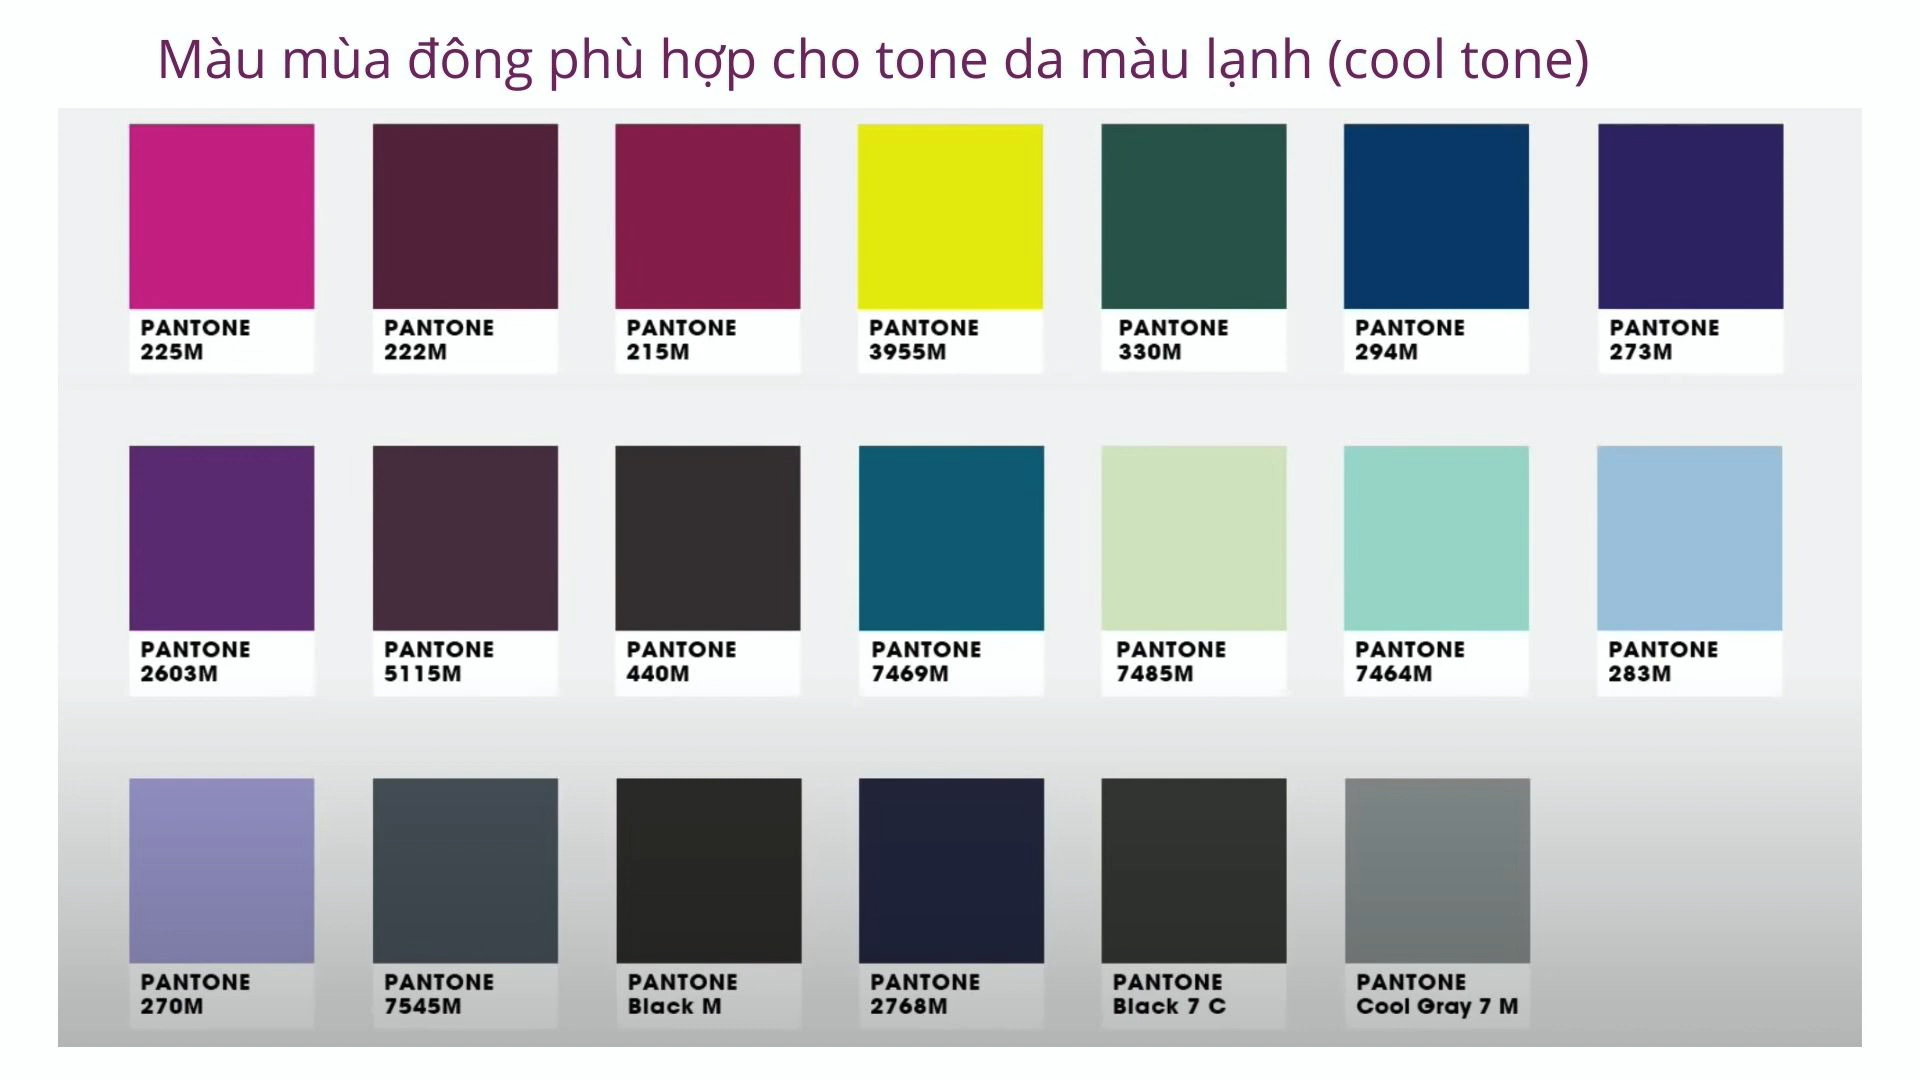 Màu mùa đông phù hợp cho tone da màu lạnh (cool tone)
PANTONE
225M
PANTONE
222M
PANTONE
215M
PANTONE
3955M
PANTONE
330M
PANTONE
294M
PANTONE
273M
PANTONE
2603M
PANTONE
5115M
PANTONE
440M
PANTONE
7469M
PANTONE
7485M
PANTONE
7464M
PANTONE
283M
PANTONE
270M
PANTONE
7545M
PANTONE
Black M
PANTONE
2768M
PANTONE
Black 7 C
PANTONE
Cool Gray 7 M